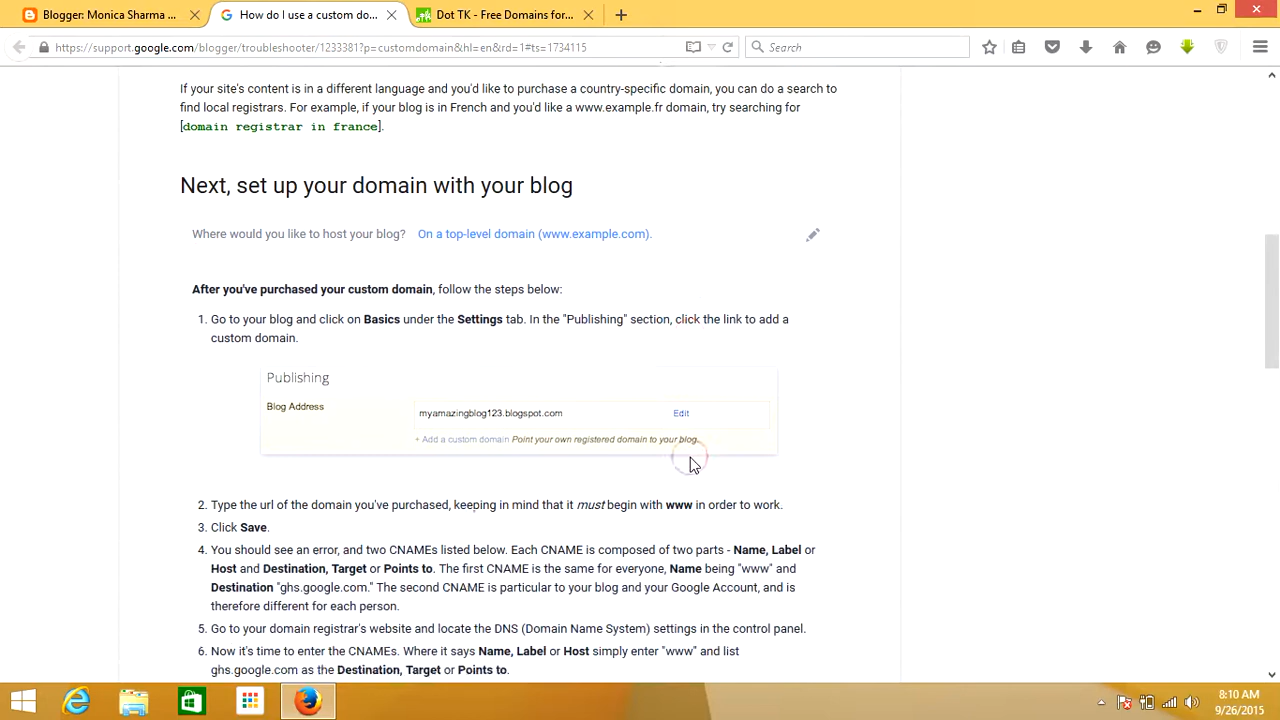 Blogger: Monica Sharma ...
How do I use a custom do...
Dot TK - Free Domains for...
https://support.google.com/blogger/troubleshooter/1233381?p=customdomain&hl=en&rd=1#ts=1734115
Search
If your site's content is in a different language and you'd like to purchase a country-specific domain, you can do a search to
find local registrars. For example, if your blog is in French and you'd like a www.example.fr domain, try searching for
[domain registrar in france].
Next, set up your domain with your blog
Where would you like to host your blog? On a top-level domain (www.example.com).
After you've purchased your custom domain, follow the steps below:
1. Go to your blog and click on Basics under the Settings tab. In the "Publishing" section, click the link to add a
custom domain.
Publishing
Blog Address
myamazingblog123.blogspot.com Edit
+ Add a custom domain Point your own registered domain to your blog.
2. Type the url of the domain you've purchased, keeping in mind that it must begin with www in order to work.
3. Click Save.
4. You should see an error, and two CNAMEs listed below. Each CNAME is composed of two parts - Name, Label or
Host and Destination, Target or Points to. The first CNAME is the same for everyone, Name being "www" and
Destination "ghs.google.com." The second CNAME is particular to your blog and your Google Account, and is
therefore different for each person.
5. Go to your domain registrar's website and locate the DNS (Domain Name System) settings in the control panel.
6. Now it's time to enter the CNAMEs. Where it says Name, Label or Host simply enter "www" and list
ghs.google.com as the Destination, Target or Points to.
8:10 AM
9/26/2015